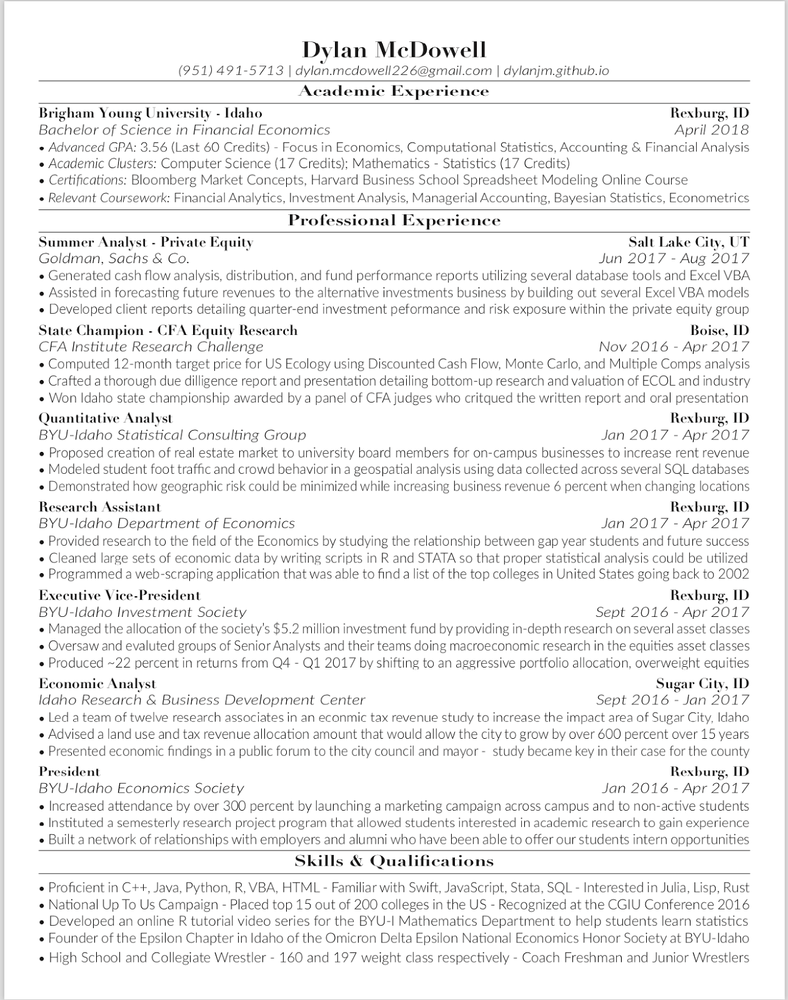 Dylan McDowell
(951) 491-5713 | dylan.mcdowell226@gmail.com | dylanjm.github.io
Academic Experience
Brigham Young University - Idaho Rexburg, ID
Bachelor of Science in Financial Economics April 2018
• Advanced GPA: 3.56 (Last 60 Credits) - Focus in Economics, Computational Statistics, Accounting & Financial Analysis
• Academic Clusters: Computer Science (17 Credits); Mathematics - Statistics (17 Credits)
• Certifications: Bloomberg Market Concepts, Harvard Business School Spreadsheet Modeling Online Course
• Relevant Coursework: Financial Analytics, Investment Analysis, Managerial Accounting, Bayesian Statistics, Econometrics
Professional Experience
Summer Analyst - Private Equity Salt Lake City, UT
Goldman, Sachs & Co. Jun 2017 - Aug 2017
• Generated cash flow analysis, distribution, and fund performance reports utilizing several database tools and Excel VBA
• Assisted in forecasting future revenues to the alternative investments business by building out several Excel VBA models
• Developed client reports detailing quarter-end investment peformance and risk exposure within the private equity group
State Champion - CFA Equity Research Boise, ID
CFA Institute Research Challenge Nov 2016 - Apr 2017
• Computed 12-month target price for US Ecology using Discounted Cash Flow, Monte Carlo, and Multiple Comps analysis
• Crafted a thorough due dilligence report and presentation detailing bottom-up research and valuation of ECOL and industry
• Won Idaho state championship awarded by a panel of CFA judges who critqued the written report and oral presentation
Quantitative Analyst Rexburg, ID
BYU-Idaho Statistical Consulting Group Jan 2017 - Apr 2017
• Proposed creation of real estate market to university board members for on-campus businesses to increase rent revenue
• Modeled student foot traffic and crowd behavior in a geospatial analysis using data collected across several SQL databases
• Demonstrated how geographic risk could be minimized while increasing business revenue 6 percent when changing locations
Research Assistant Rexburg, ID
BYU-Idaho Department of Economics Jan 2017 - Apr 2017
• Provided research to the field of the Economics by studying the relationship between gap year students and future success
• Cleaned large sets of economic data by writing scripts in R and STATA so that proper statistical analysis could be utilized
• Programmed a web-scraping application that was able to find a list of the top colleges in United States going back to 2002
Executive Vice-President Rexburg, ID
BYU-Idaho Investment Society Sept 2016 - Apr 2017
• Managed the allocation of the society's $5.2 million investment fund by providing in-depth research on several asset classes
• Oversaw and evaluted groups of Senior Analysts and their teams doing macroeconomic research in the equities asset classes
• Produced ~22 percent in returns from Q4 - Q1 2017 by shifting to an aggressive portfolio allocation, overweight equities
Economic Analyst Sugar City, ID
Idaho Research & Business Development Center Sept 2016 - Jan 2017
• Led a team of twelve research associates in an econmic tax revenue study to increase the impact area of Sugar City, Idaho
• Advised a land use and tax revenue allocation amount that would allow the city to grow by over 600 percent over 15 years
• Presented economic findings in a public forum to the city council and mayor - study became key in their case for the county
President Rexburg, ID
BYU-Idaho Economics Society Jan 2016 - Apr 2017
• Increased attendance by over 300 percent by launching a marketing campaign across campus and to non-active students
• Instituted a semesterly research project program that allowed students interested in academic research to gain experience
• Built a network of relationships with employers and alumni who have been able to offer our students intern opportunities
Skills & Qualifications
• Proficient in C++, Java, Python, R, VBA, HTML - Familiar with Swift, JavaScript, Stata, SQL - Interested in Julia, Lisp, Rust
• National Up To Us Campaign - Placed top 15 out of 200 colleges in the US - Recognized at the CGIU Conference 2016
• Developed an online R tutorial video series for the BYU-I Mathematics Department to help students learn statistics
• Founder of the Epsilon Chapter in Idaho of the Omicron Delta Epsilon National Economics Honor Society at BYU-Idaho
• High School and Collegiate Wrestler - 160 and 197 weight class respectively - Coach Freshman and Junior Wrestlers